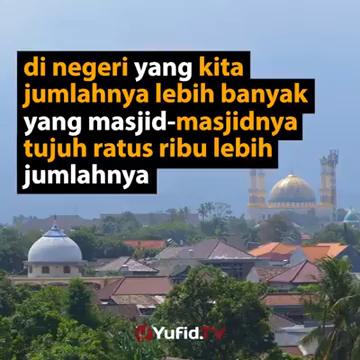 di negeri yang kita
jumlahnya lebih banyak
yang masjid-masjidnya
tujuh ratus ribu lebih
jumlahnya
Yufid.TV